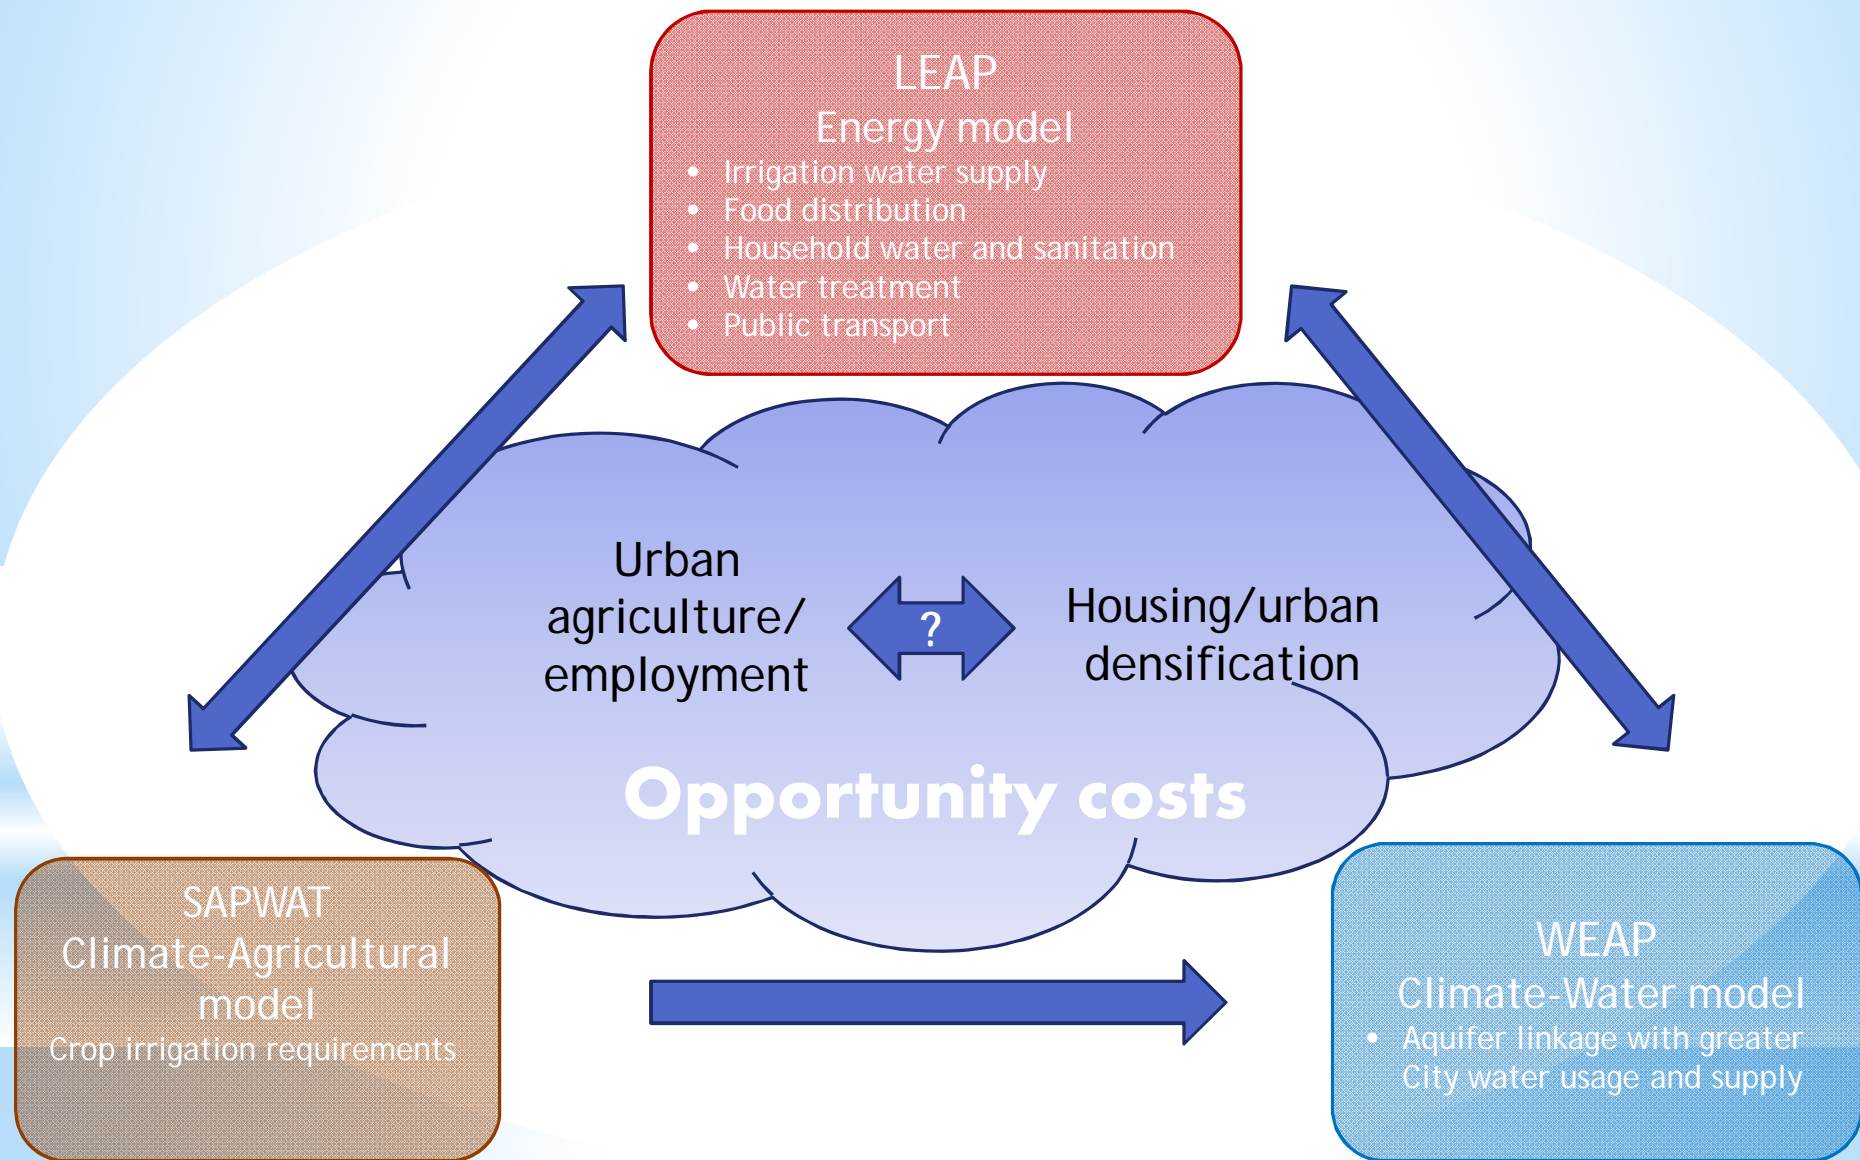 LEAP
Energy model
• Irrigation water supply
• Food distribution
• Household water and sanitation
• Water treatment
• Public transport
Urban
agriculture/
employment
?
Housing/urban
densification
Opportunity costs
SAPWAT
Climate-Agricultural
model
Crop irrigation requirements
WEAP
Climate-Water model
• Aquifer linkage with greater
City water usage and supply